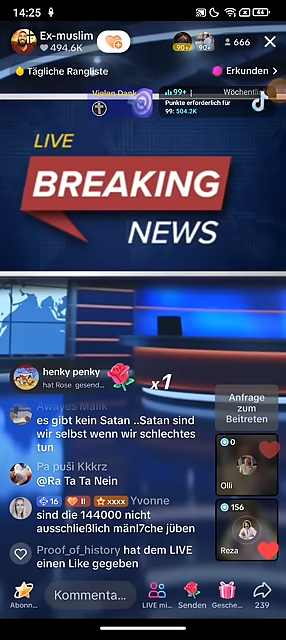 14:25
44
Ex-muslim
494.6K
90+
90+
666
Tägliche Rangliste
Erkunden >
Vielen Dank
99+
Wöchentli
Punkte erforderlich für
99: 504.2K
LIVE
BREAKING
NEWS
henky penky
hat Rose gesend...
x1
Awayes Malik
es gibt kein Satan ..Satan sind
wir selbst wenn wir schlechtes
tun
Anfrage
zum
Beitreten
0
Olli
Pa puši Kkkrz
@Ra Ta Ta Nein
16 II xxxx Yvonne
sind die 144000 nicht
ausschließlich mänl7che jüben
156
Reza
Proof_of_history hat dem LIVE
einen Like gegeben
Abonn...
Kommenta...
LIVE mi...
Senden
Gesche...
239